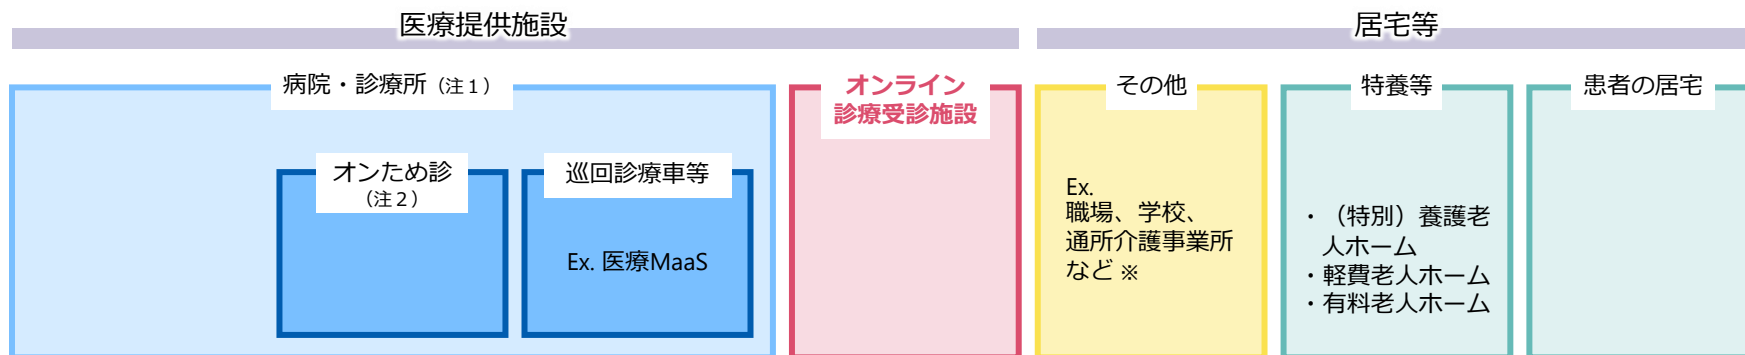 医療提供施設
居宅等
病院・診療所（注１）
オンライン
診療受診施設
その他
特養等
患者の居宅
オンため診
（注２）
巡回診療車等
Ex. 医療MaaS
Ex.
職場、学校、
通所介護事業所
など ※
・（特別）養護老
人ホーム
・軽費老人ホーム
・有料老人ホーム